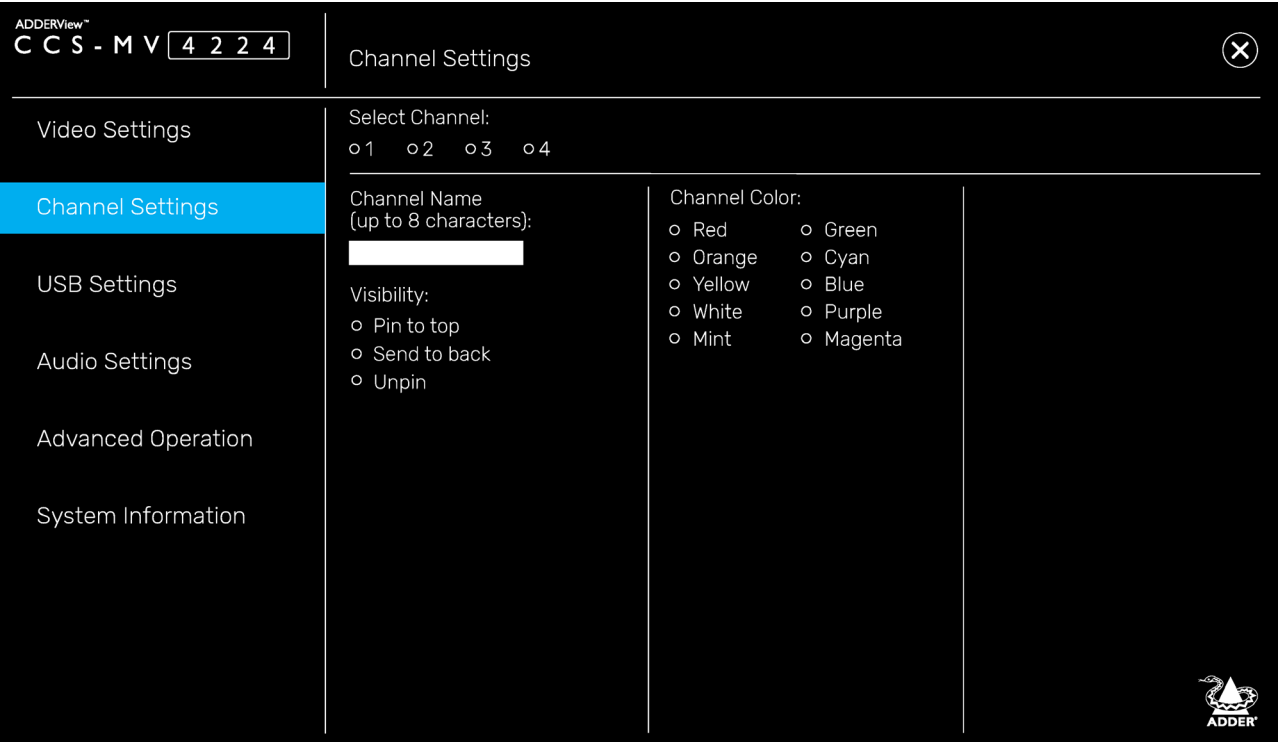 ADDERView™
CCS-MV 4224
Channel Settings
Video Settings
Channel Settings
USB Settings
Audio Settings
Advanced Operation
System Information
Select Channel:
1 2 3 4
Channel Name
(up to 8 characters):
Visibility:
Pin to top
Send to back
Unpin
Channel Color:
Red Green
Orange Cyan
Yellow Blue
White Purple
Mint Magenta
ADDER®